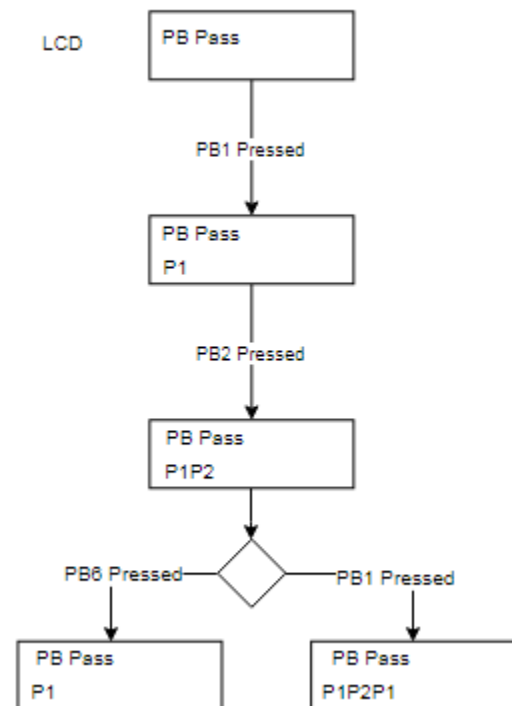 LCD
PB Pass
PB1 Pressed
PB Pass
P1
PB2 Pressed
PB Pass
P1P2
PB6 Pressed
PB1 Pressed
PB Pass
P1
PB Pass
P1P2P1